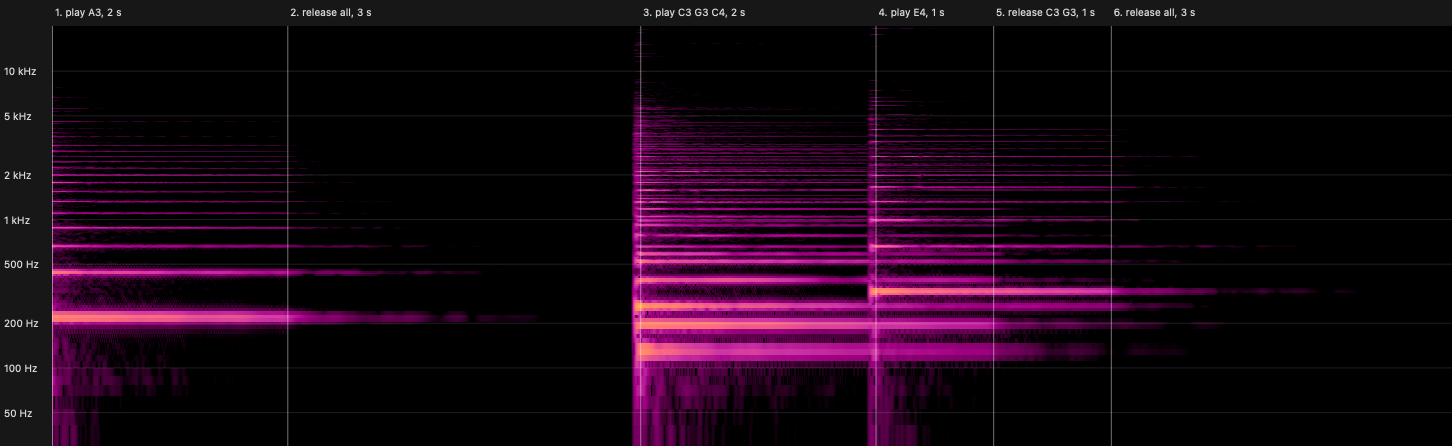 1. play A3, 2 s
2. release all, 3 s
3. play C3 G3 C4, 2 s
4. play E4, 1 s
5. release C3 G3, 1 s
6. release all, 3 s
10 kHz
5 kHz
2 kHz
1 kHz
500 Hz
200 Hz
100 Hz
50 Hz